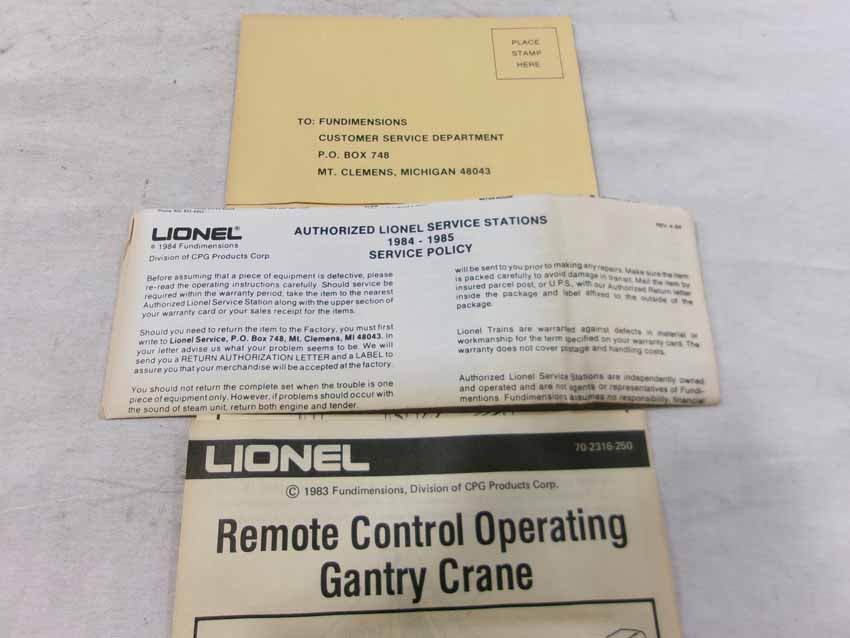 PLACE
STAMP
HERE
TO: FUNDIMENSIONS
CUSTOMER SERVICE DEPARTMENT
P.O. BOX 748
MT. CLEMENS, MICHIGAN 48043
LIONEL®
© 1984 Fundimensions
Division of CPG Products Corp.
AUTHORIZED LIONEL SERVICE STATIONS
1984 - 1985
SERVICE POLICY
Before assuming that a piece of equipment is defective, please
re-read the operating instructions carefully. Should service be
required within the warranty period, take the item to the nearest
Authorized Lionel Service Station along with the upper section of
your warranty card or your sales receipt for the items.
Should you need to return the item to the Factory, you must first
write to Lionel Service, P.O. Box 748, Mt. Clemens, MI 48043. In
your letter advise us what your problem seems to be. We will
send you a RETURN AUTHORIZATION LETTER and a LABEL to
assure you that your merchandise will be accepted at the factory.
You should not return the complete set when the trouble is one
piece of equipment only. However, if problems should occur with
the sound of steam unit, return both engine and tender.
will be sent to you prior to making any repairs. Make sure the item
is packed carefully to avoid damage in transit. Mail the item by
insured parcel post, or U.P.S., with our Authorized Return letter
inside the package and label affixed to the outside of the
package.
Lionel Trains are warranted against defects in material or
workmanship for the term specified on your warranty card. The
warranty does not cover postage and handling costs.
Authorized Lionel Service Stations are independently owned
and operated and are not agents or representatives of Fundi-
mentions. Fundimensions assumes no responsibility, financial
LIONEL
70-2316-250
© 1983 Fundimensions, Division of CPG Products Corp.
Remote Control Operating
Gantry Crane